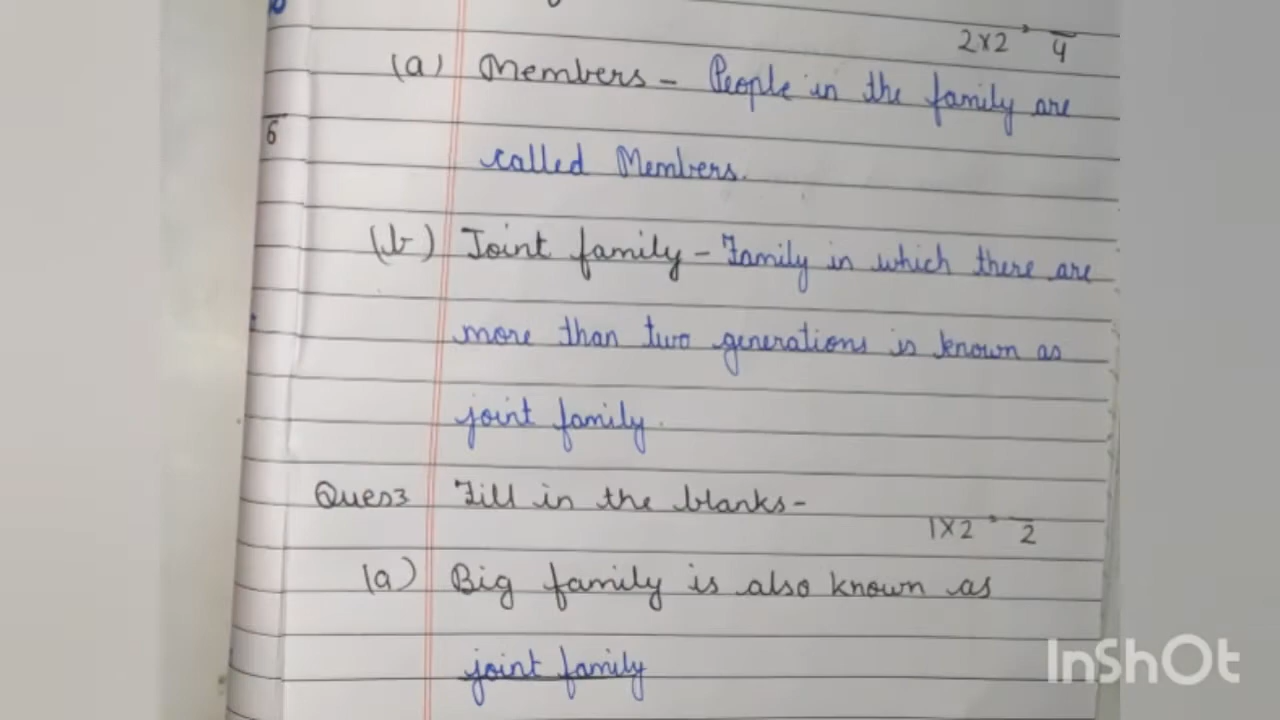 2x2 = 4
(a) Members - People in the family are
6
called Members.
(b) Joint family - Family in which there are
more than two generations is known as
joint family.
Ques3 Fill in the blanks-
1x2 = 2
(a) Big family is also known as
joint family
InShOt